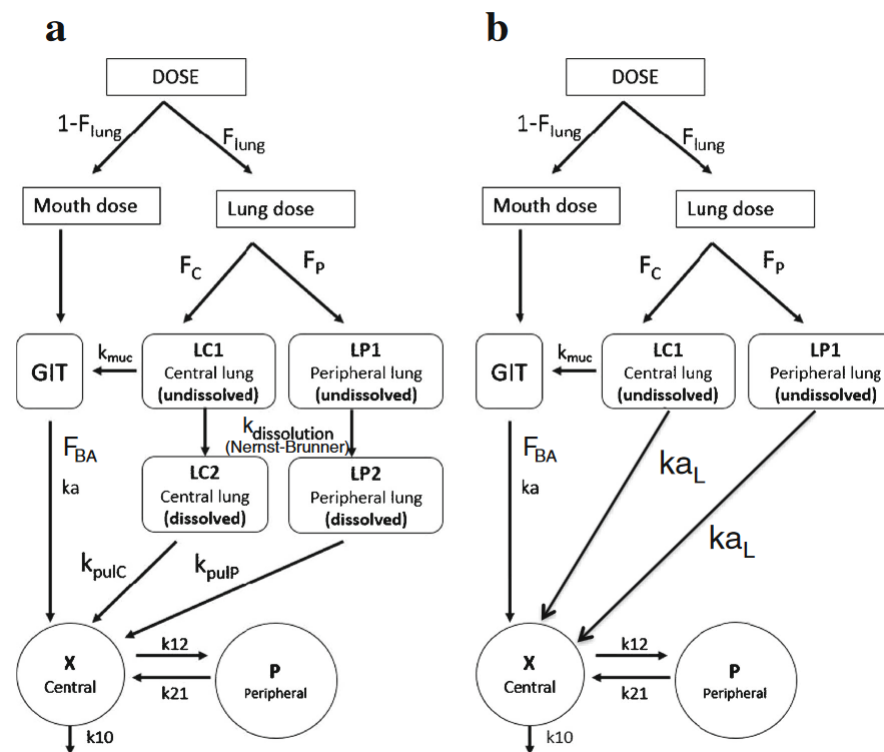 a
DOSE
1-Flung
Flung
Mouth dose
Lung dose
FC
FP
GIT
kmuc
LC1
Central lung
(undissolved)
LP1
Peripheral lung
(undissolved)
kdissolution
(Nernst-Brunner)
FBA
ka
LC2
Central lung
(dissolved)
LP2
Peripheral lung
(dissolved)
kpulC
kpulP
X
Central
k12
k21
P
Peripheral
k10
b
DOSE
1-Flung
Flung
Mouth dose
Lung dose
FC
FP
GIT
kmuc
LC1
Central lung
(undissolved)
LP1
Peripheral lung
(undissolved)
FBA
ka
kaL
kaL
X
Central
k12
k21
P
Peripheral
k10